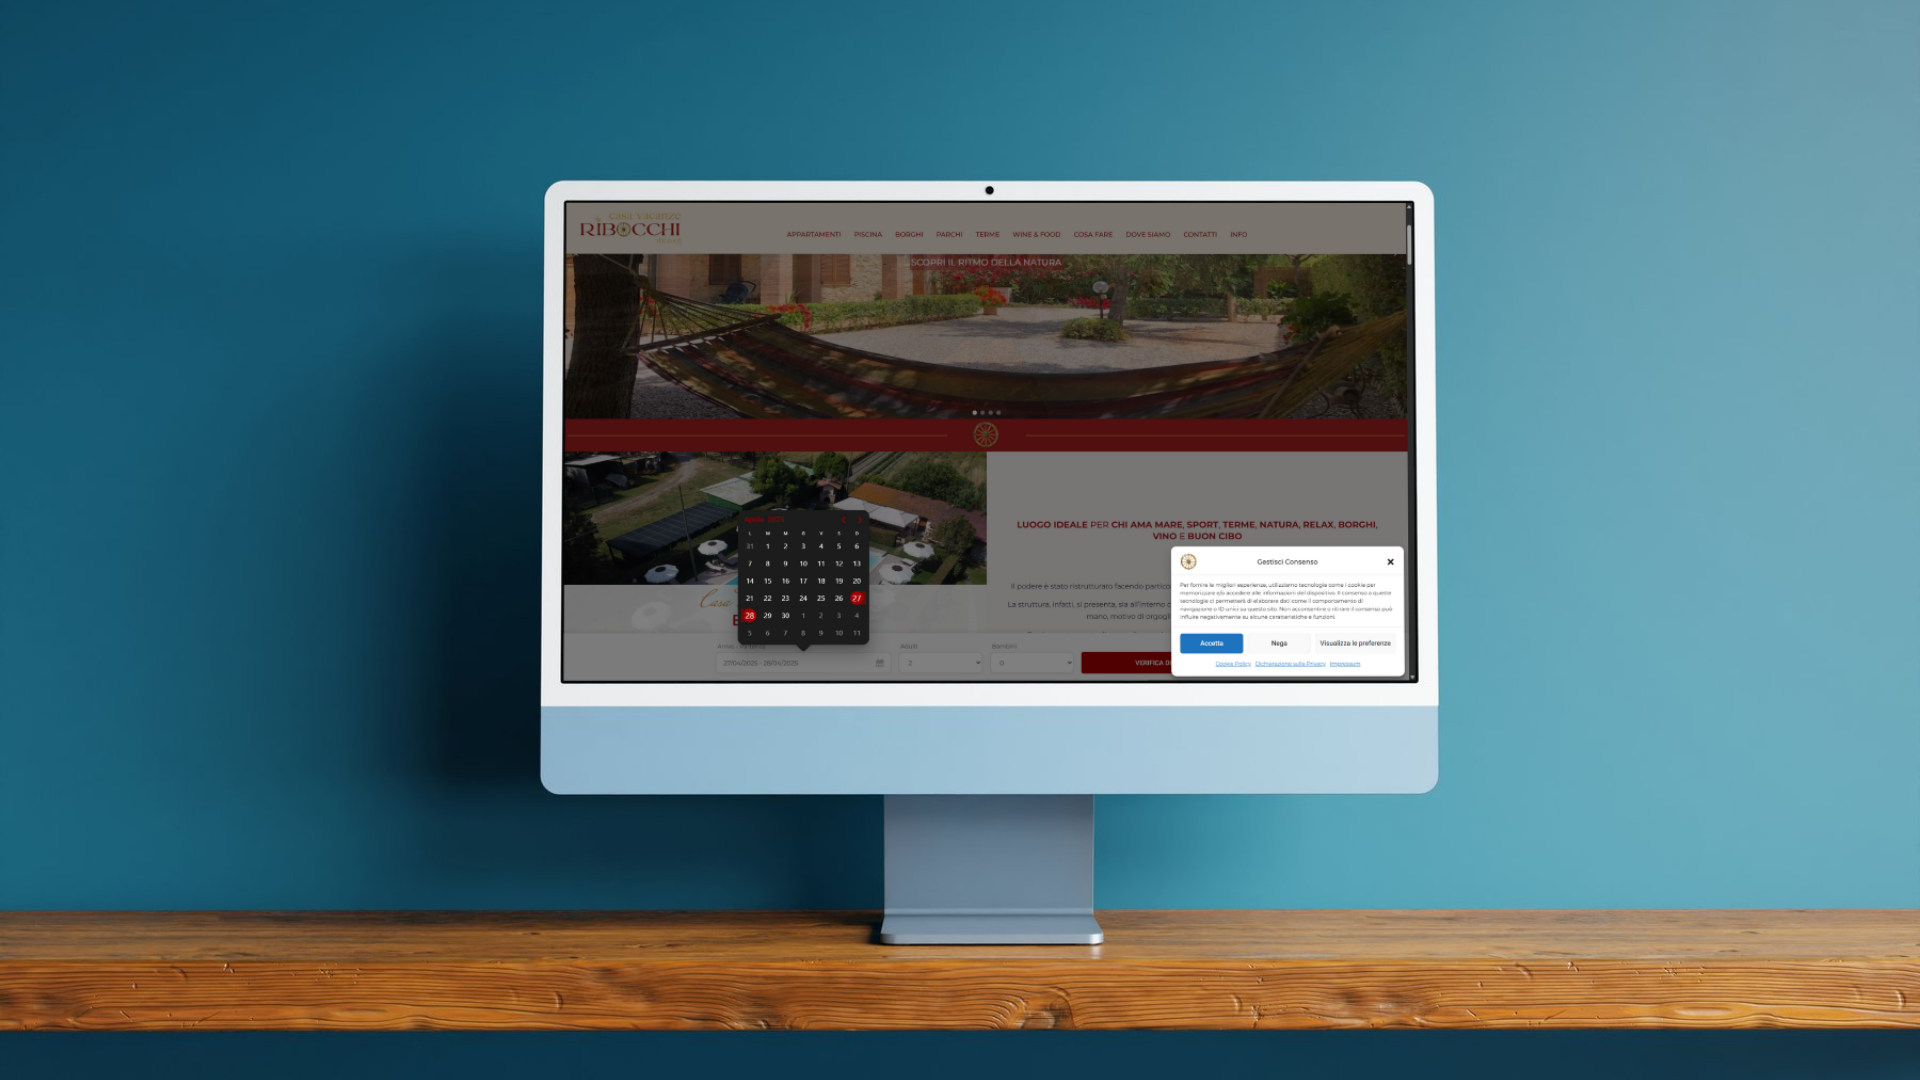 casa vacanze
RIBOCCHI
APPARTAMENTI PISCINA BORGHI PARCHI TERME WINE & FOOD COSA FARE DOVE SIAMO CONTATTI INFO
SCOPRI IL RITMO DELLA NATURA
LUOGO IDEALE PER CHI AMA MARE, SPORT, TERME, NATURA, RELAX, BORGHI,
VINO E BUON CIBO
Il podere è stato ristrutturato facendo partico
La struttura, infatti, si presenta, sia all'interno
mano, motivo di orgogli
Casa
Aprile 2025
L M M G V S D
31 1 2 3 4 5 6
7 8 9 10 11 12 13
14 15 16 17 18 19 20
21 22 23 24 25 26 27
28 29 30 1 2 3 4
5 6 7 8 9 10 11
Adulti
Bambini
27/04/2025 - 28/04/2025
2
0
VERIFICA DI
Gestisci Consenso
Per fornire le migliori esperienze, utilizziamo tecnologie come i cookie per
memorizzare e/o accedere alle informazioni del dispositivo. Il consenso a queste
tecnologie ci permetterà di elaborare dati come il comportamento di
navigazione o ID unici su questo sito. Non acconsentire o ritirare il consenso può
influire negativamente su alcune caratteristiche e funzioni.
Accetta
Nega
Visualizza le preferenze
Cookie Policy Dichiarazione sulla Privacy Impressum